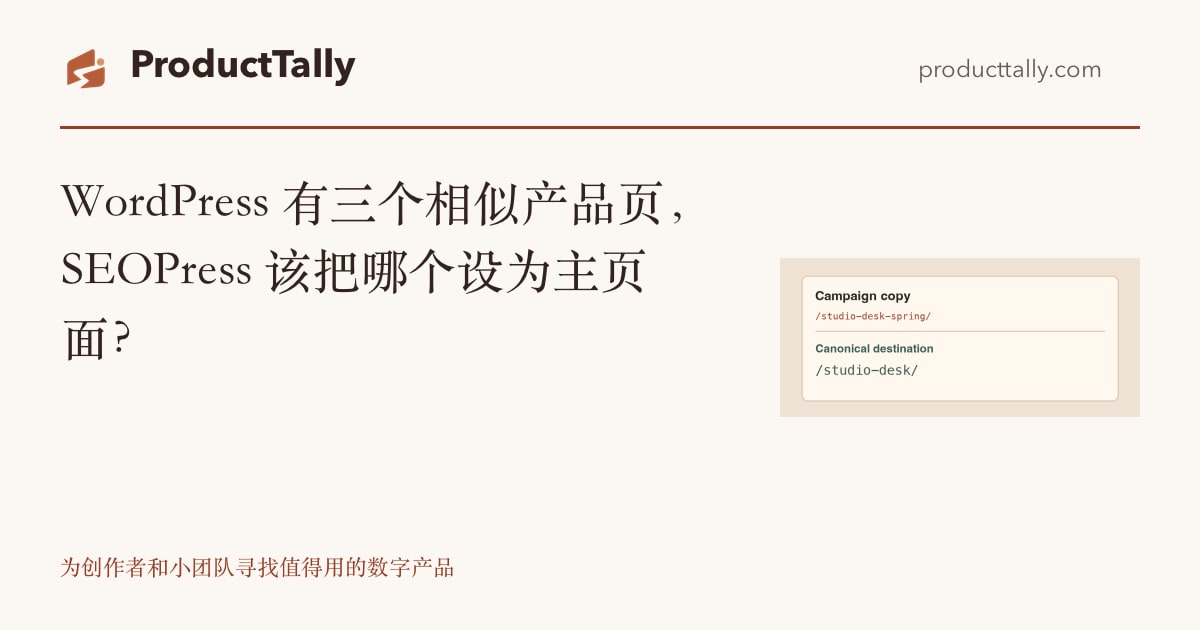 ProductTally
producttally.com
WordPress 有三个相似产品页，
SEOPress 该把哪个设为主页
面？
Campaign copy
/studio-desk-spring/
Canonical destination
/studio-desk/
为创作者和小团队寻找值得用的数字产品